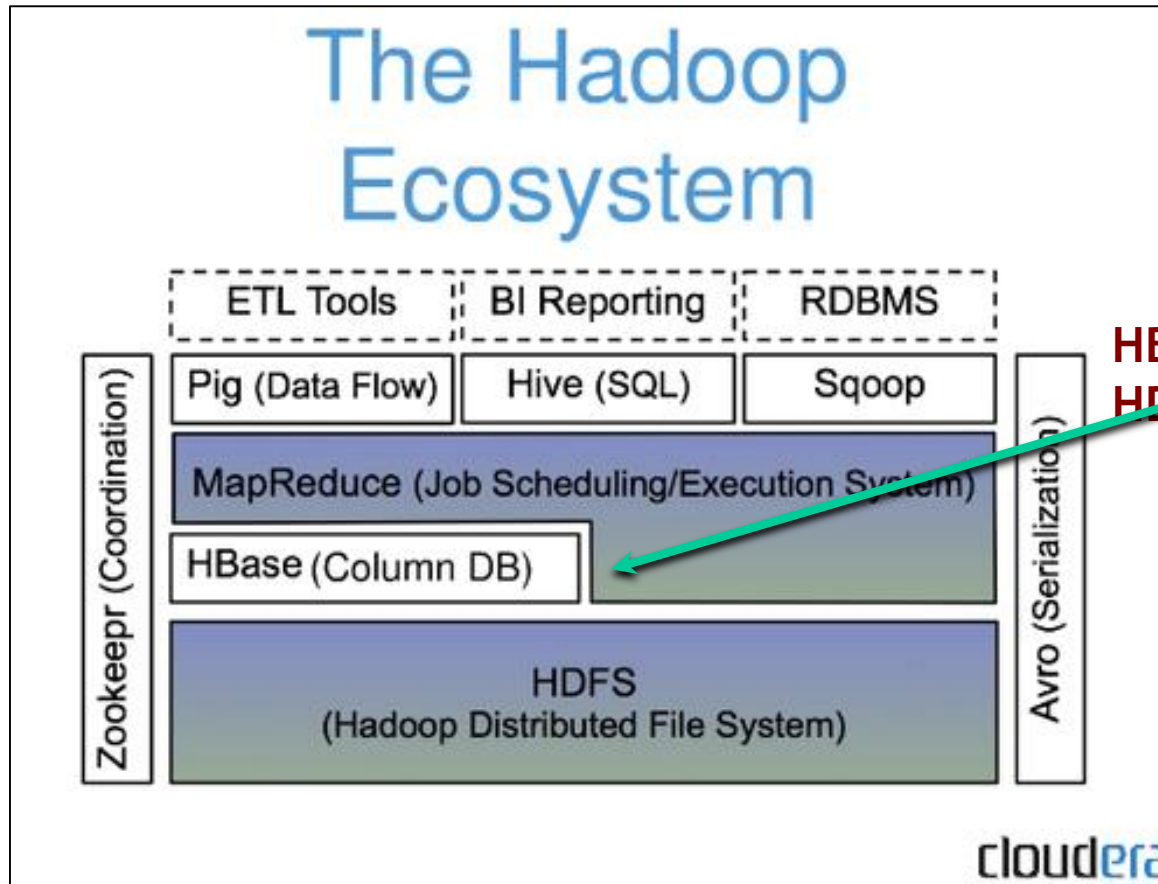 The Hadoop
Ecosystem
ETL Tools
BI Reporting
RDBMS
Pig (Data Flow)
Hive (SQL)
Sqoop
MapReduce (Job Scheduling/Execution System)
HBase (Column DB)
HDFS
(Hadoop Distributed File System)
Zookeepr (Coordination)
Avro (Serialization)